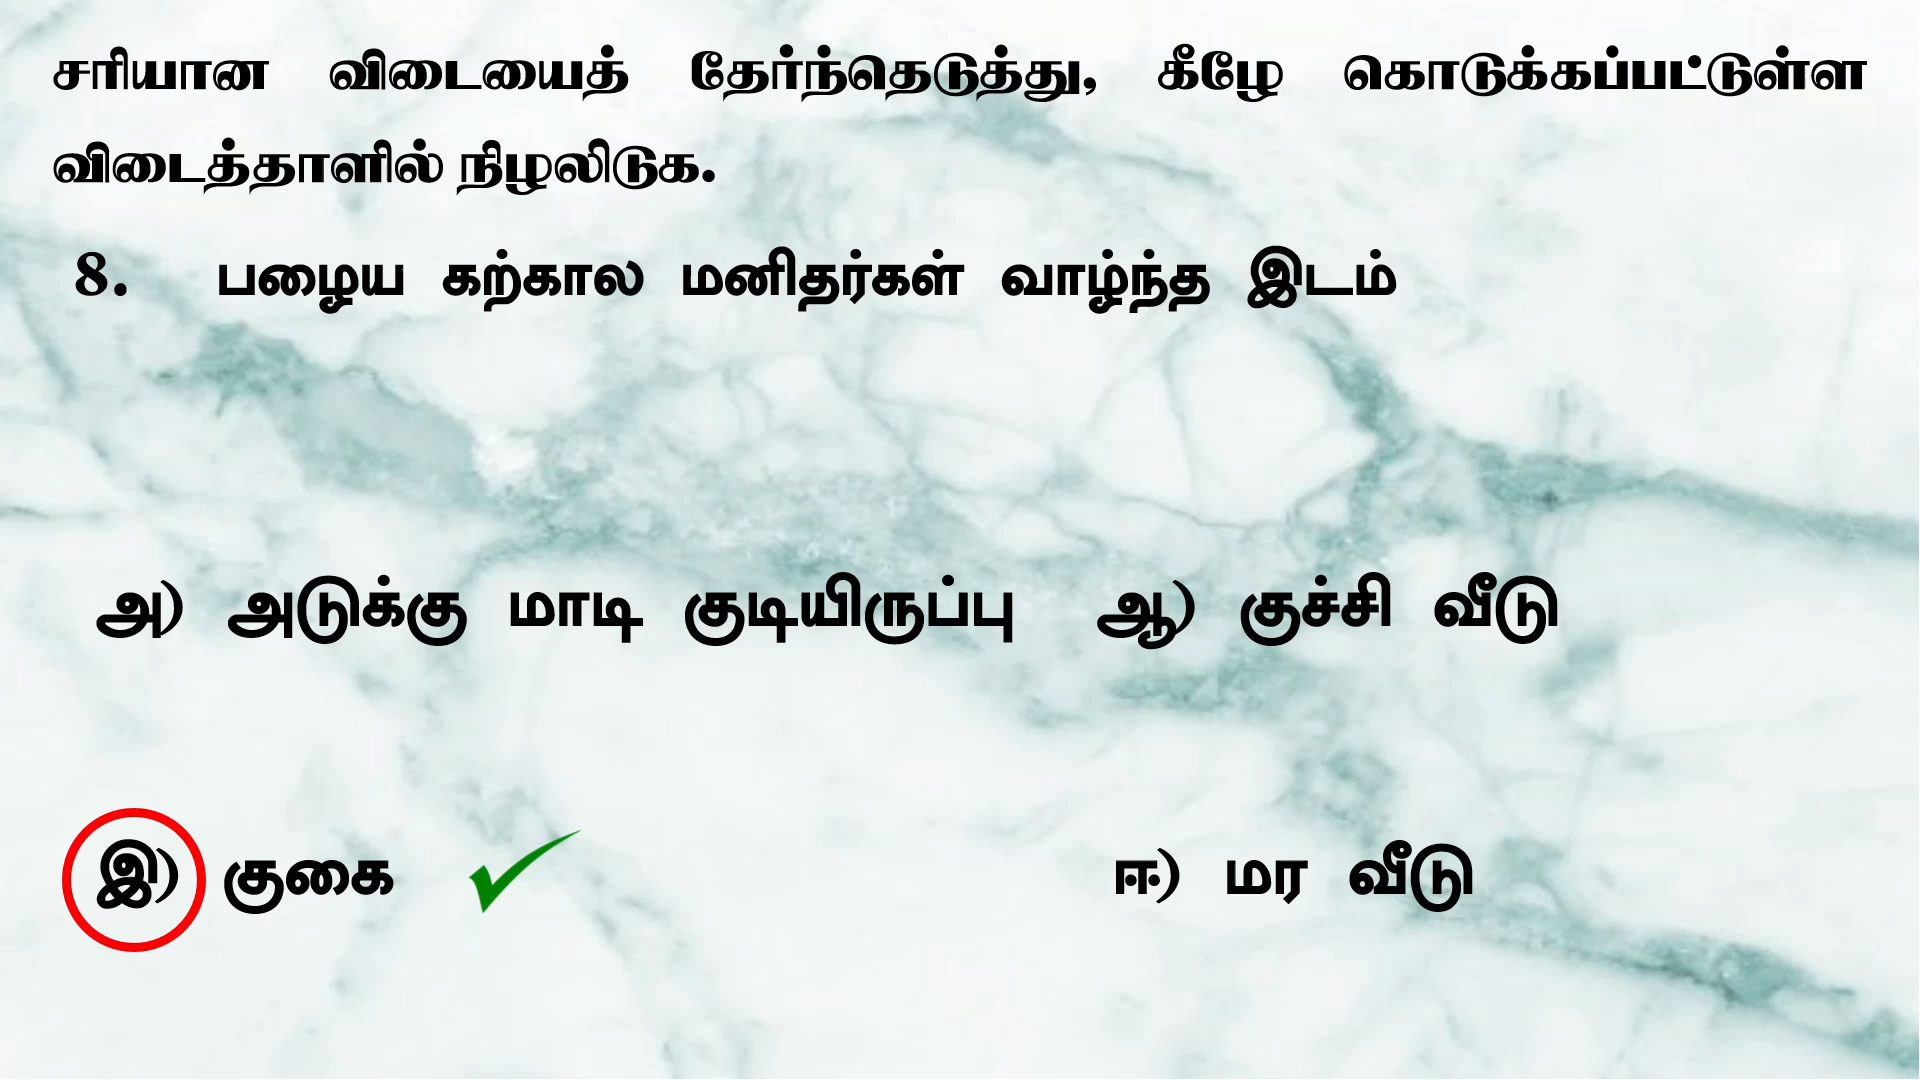 சரியான விடையைத் தேர்ந்தெடுத்து, கீழே கொடுக்கப்பட்டுள்ள
விடைத்தாளில் நிழலிடுக.
8. பழைய கற்கால மனிதர்கள் வாழ்ந்த இடம்
அ) அடுக்கு மாடி குடியிருப்பு ஆ) குச்சி வீடு
இ) குகை ஈ) மர வீடு